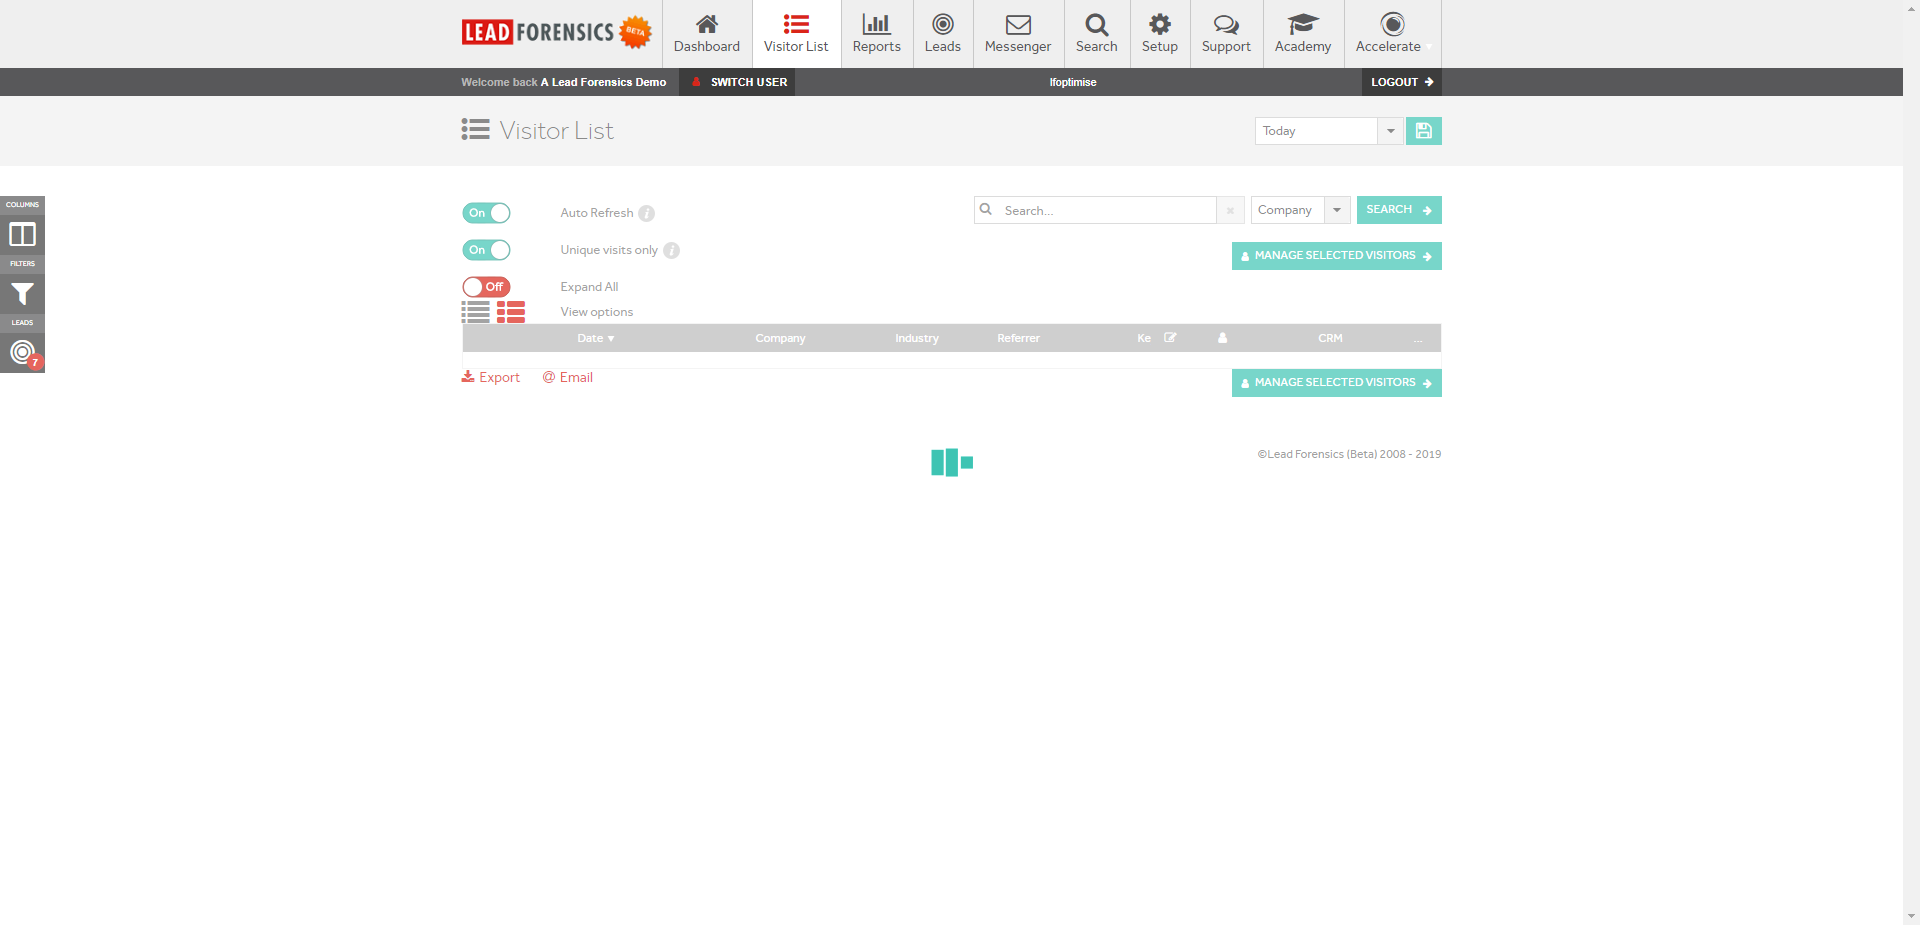 LEAD FORENSICS BETA
Dashboard
Visitor List
Reports
Leads
Messenger
Search
Setup
Support
Academy
Accelerate
Welcome back A Lead Forensics Demo
SWITCH USER
lfoptimise
LOGOUT
Visitor List
Today
COLUMNS
FILTERS
LEADS
7
On Auto Refresh i
Search...
Company
SEARCH
On Unique visits only i
MANAGE SELECTED VISITORS
Off Expand All
View options
Date Company Industry Referrer Ke CRM ...
Export @ Email
MANAGE SELECTED VISITORS
©Lead Forensics (Beta) 2008 - 2019